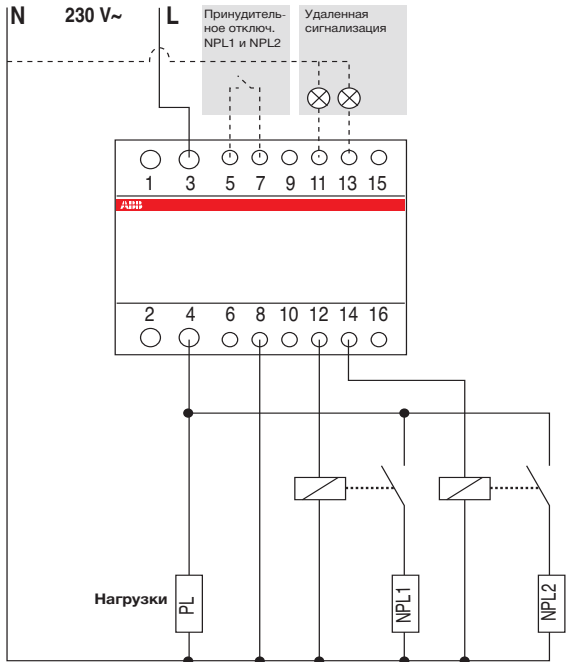 N 230 V~ L
Принудитель-
ное отключ.
NPL1 и NPL2
Удаленная
сигнализация
1 3 5 7 9 11 13 15
ABB
2 4 6 8 10 12 14 16
Нагрузки
PL
NPL1
NPL2